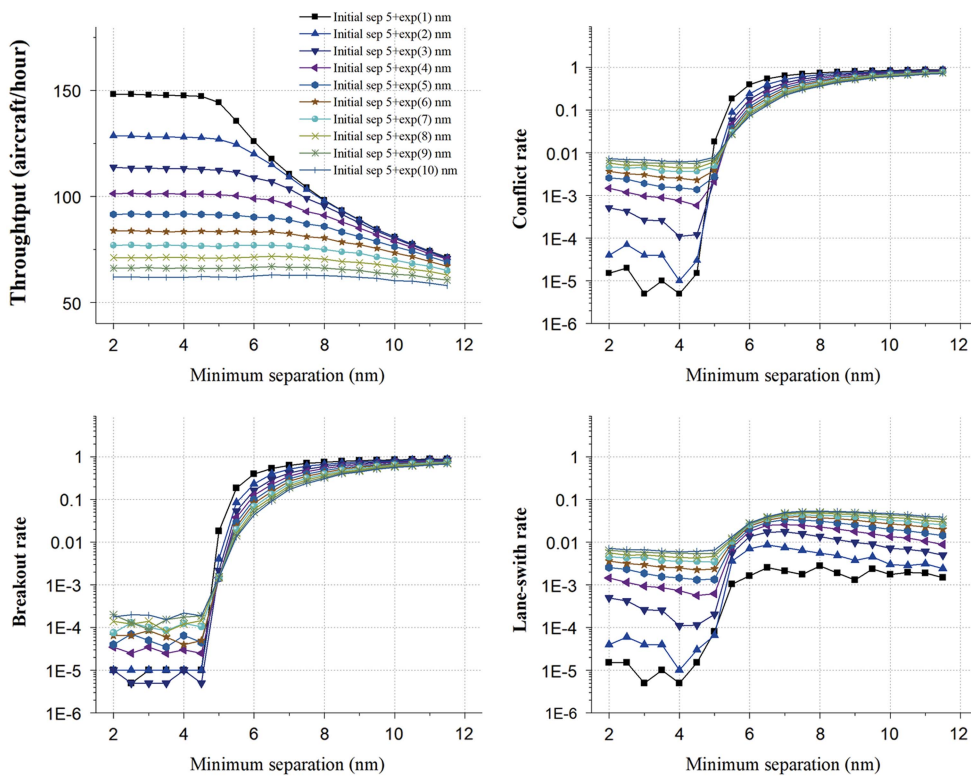 Throughtput (aircraft/hour)
150
100
50
2 4 6 8 10 12
Minimum separation (nm)
Initial sep 5+exp(1) nm
Initial sep 5+exp(2) nm
Initial sep 5+exp(3) nm
Initial sep 5+exp(4) nm
Initial sep 5+exp(5) nm
Initial sep 5+exp(6) nm
Initial sep 5+exp(7) nm
Initial sep 5+exp(8) nm
Initial sep 5+exp(9) nm
Initial sep 5+exp(10) nm
Conflict rate
1
0.1
0.01
1E-3
1E-4
1E-5
1E-6
2 4 6 8 10 12
Minimum separation (nm)
Breakout rate
1
0.1
0.01
1E-3
1E-4
1E-5
1E-6
2 4 6 8 10 12
Minimum separation (nm)
Lane-swith rate
1
0.1
0.01
1E-3
1E-4
1E-5
1E-6
2 4 6 8 10 12
Minimum separation (nm)